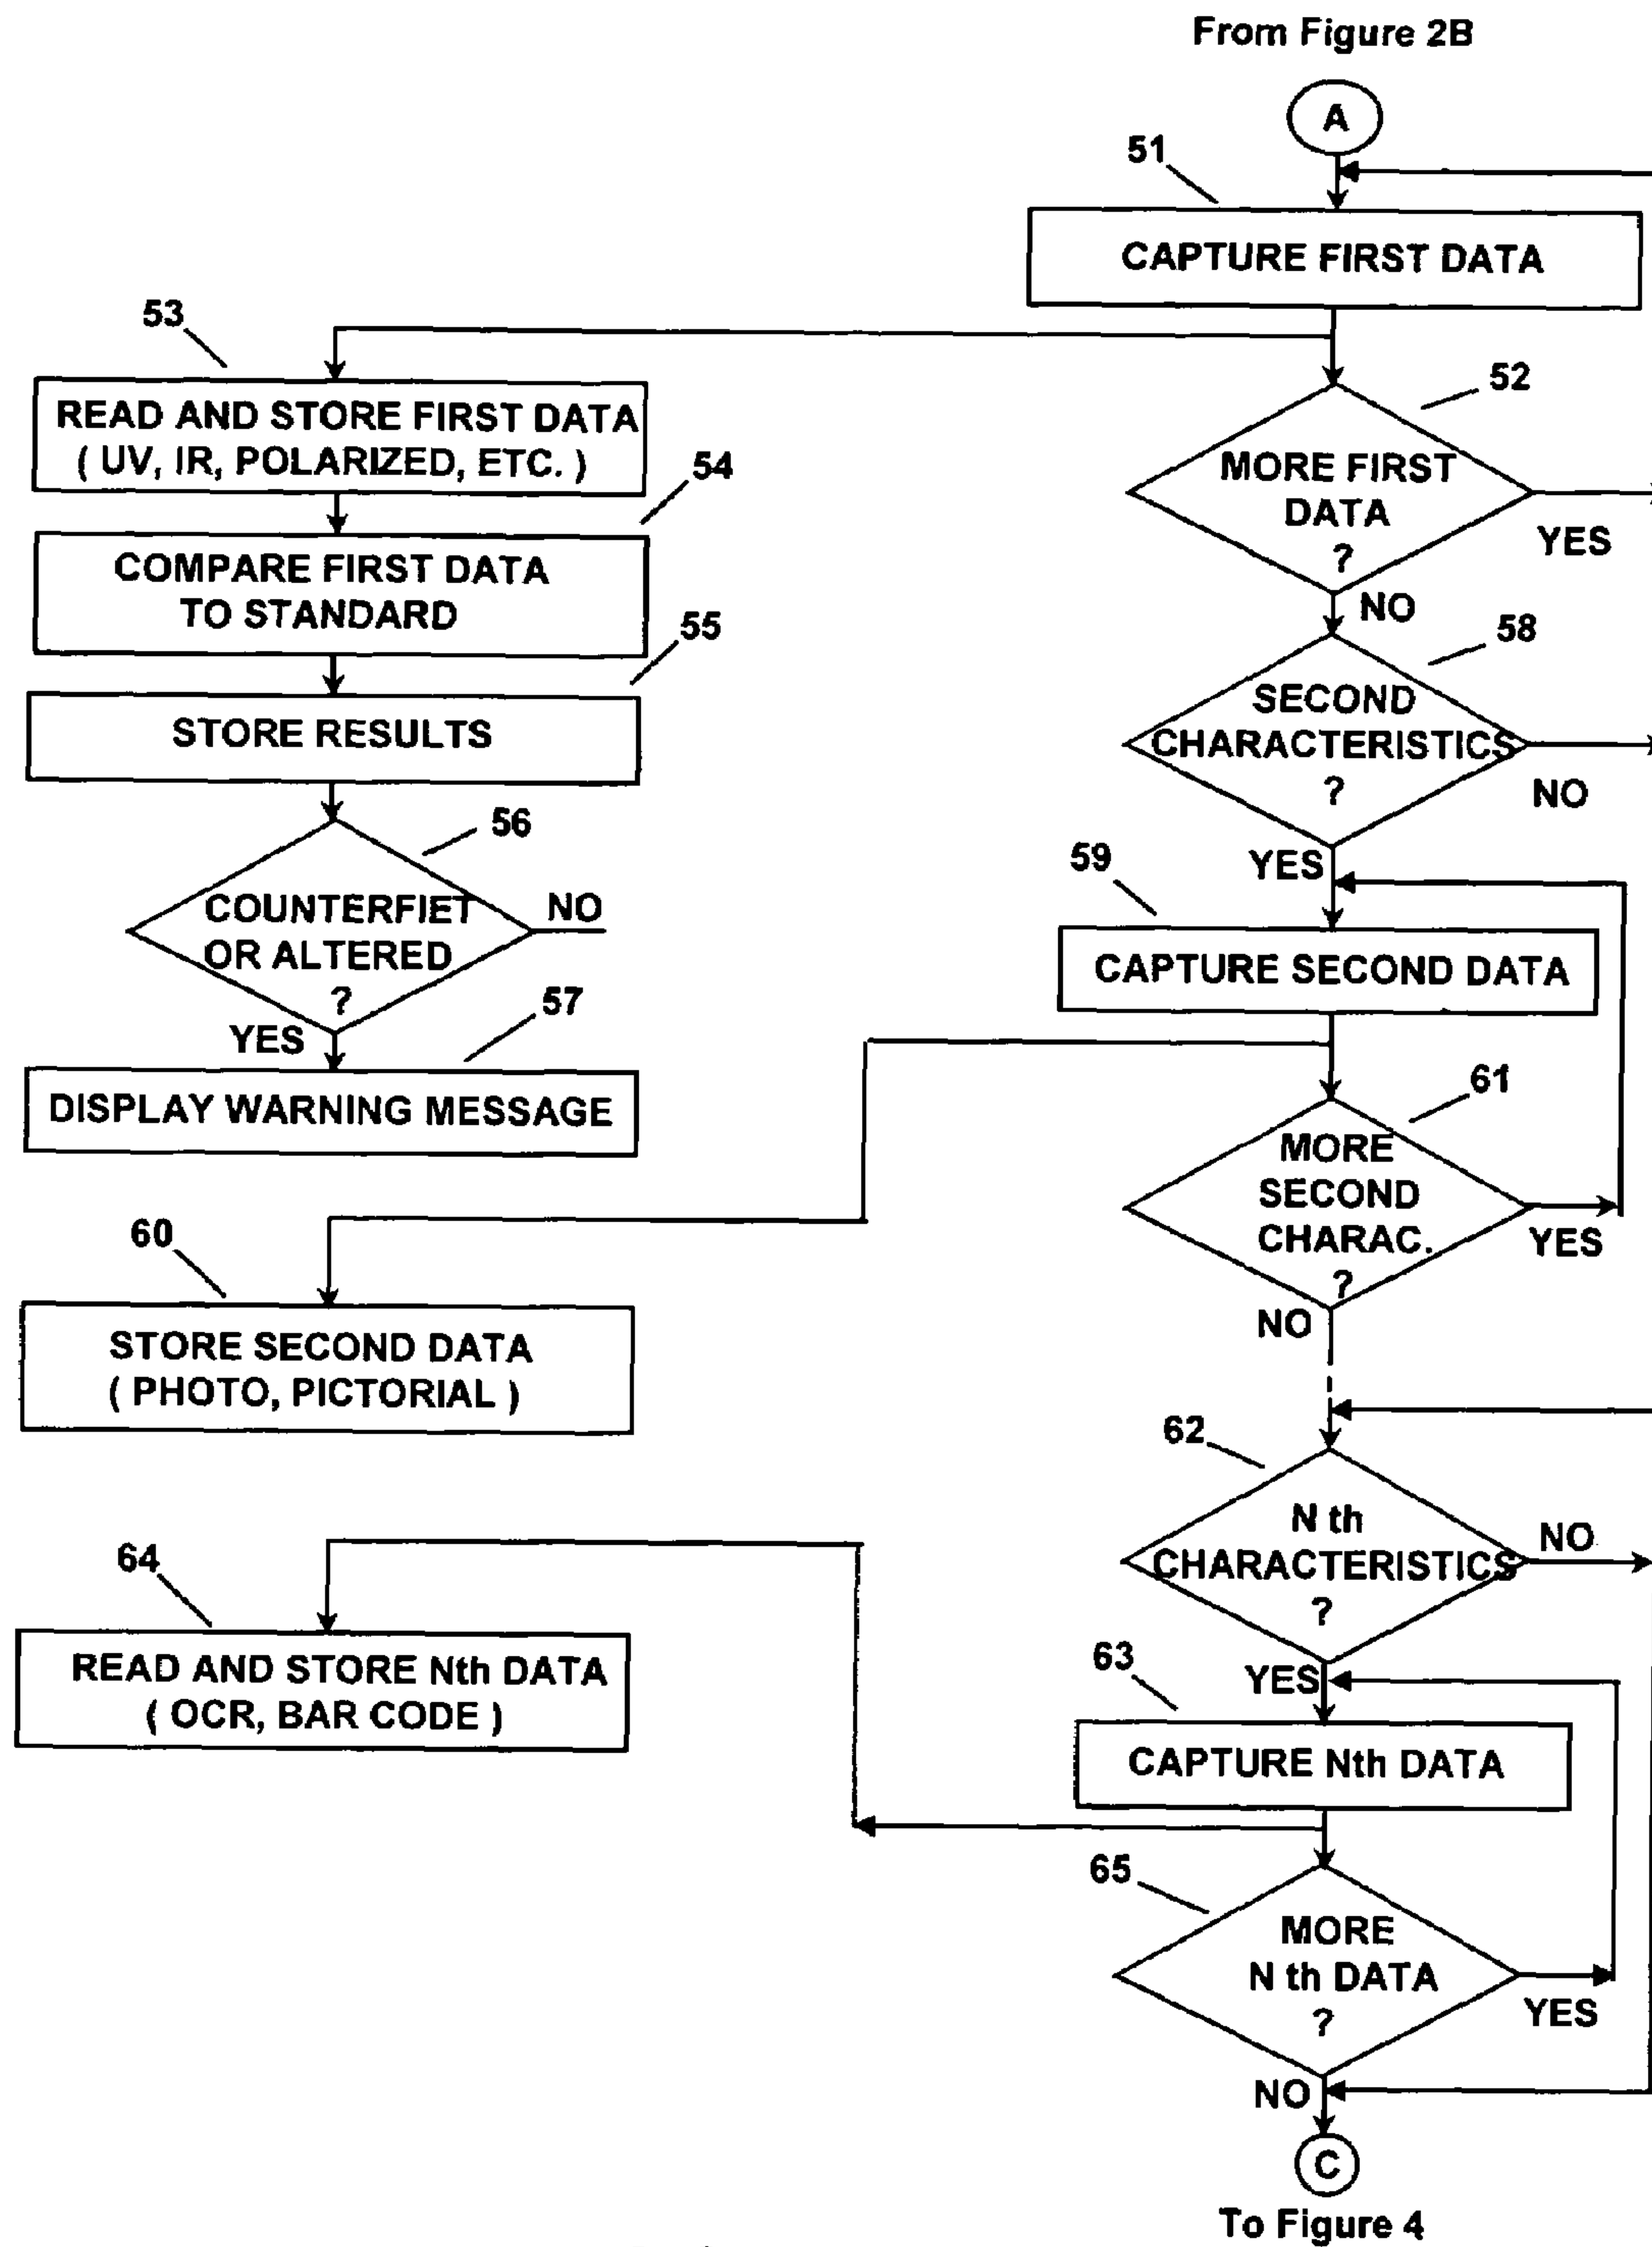 From Figure 2B
A
51
CAPTURE FIRST DATA
53
READ AND STORE FIRST DATA
( UV, IR, POLARIZED, ETC. )
52
MORE FIRST
DATA
?
YES
NO
54
COMPARE FIRST DATA
TO STANDARD
55
STORE RESULTS
58
SECOND
CHARACTERISTICS
?
NO
YES
56
COUNTERFIET
OR ALTERED
?
NO
YES
57
DISPLAY WARNING MESSAGE
59
CAPTURE SECOND DATA
61
MORE
SECOND
CHARAC.
?
YES
NO
60
STORE SECOND DATA
( PHOTO, PICTORIAL )
62
N th
CHARACTERISTICS
?
NO
YES
64
READ AND STORE Nth DATA
( OCR, BAR CODE )
63
CAPTURE Nth DATA
65
MORE
N th DATA
?
YES
NO
C
To Figure 4